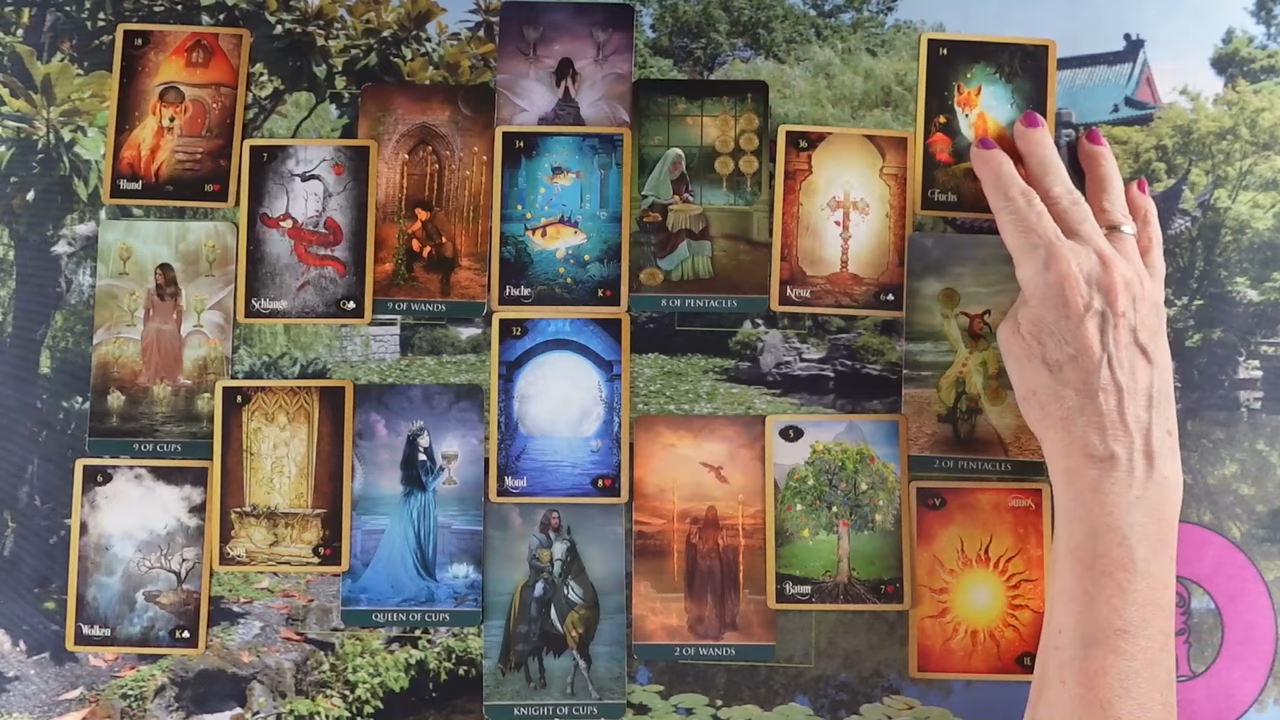 18
Hund
10♥
7
Schlange
Q♣
9 OF WANDS
34
Fische
K♦
8 OF PENTACLES
36
Kreuz
6♣
14
Fuchs
9 OF CUPS
8
9♦
QUEEN OF CUPS
32
Mond
8♥
KNIGHT OF CUPS
2 OF WANDS
5
Baum
7♥
2 OF PENTACLES
Sonne
6
Wolken
K♣